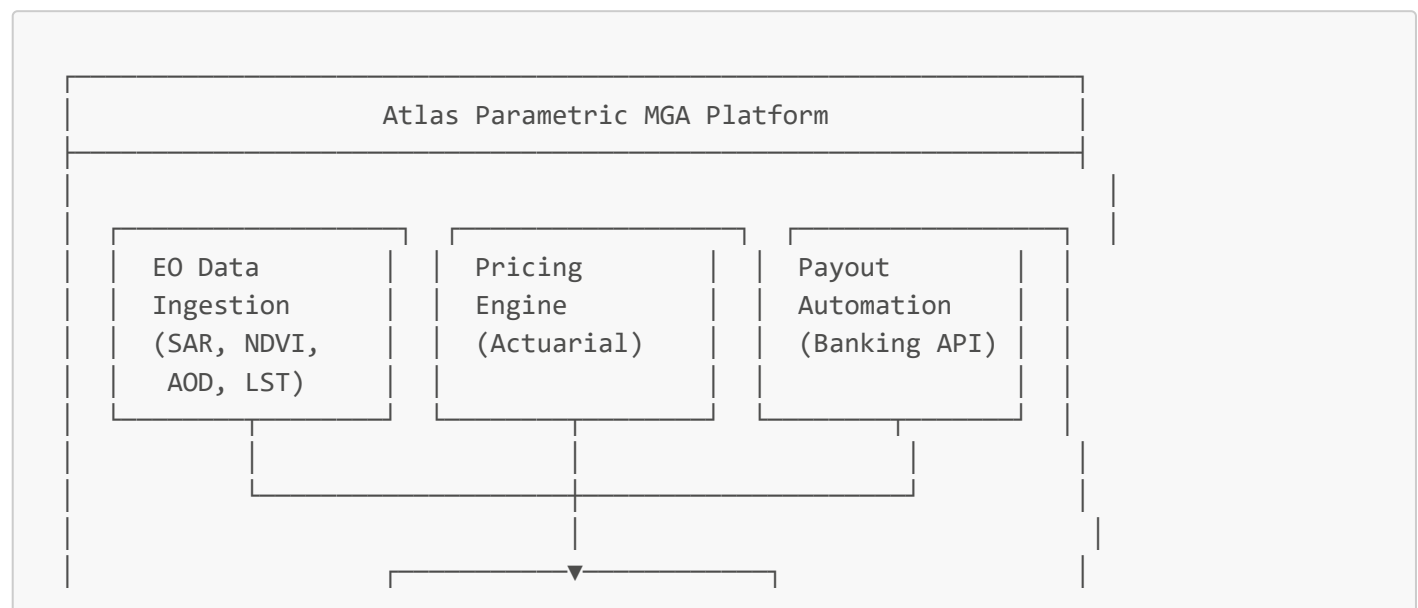 Atlas Parametric MGA Platform
EO Data Pricing Payout
Ingestion Engine Automation
(SAR, NDVI, (Actuarial) (Banking API)
AOD, LST)